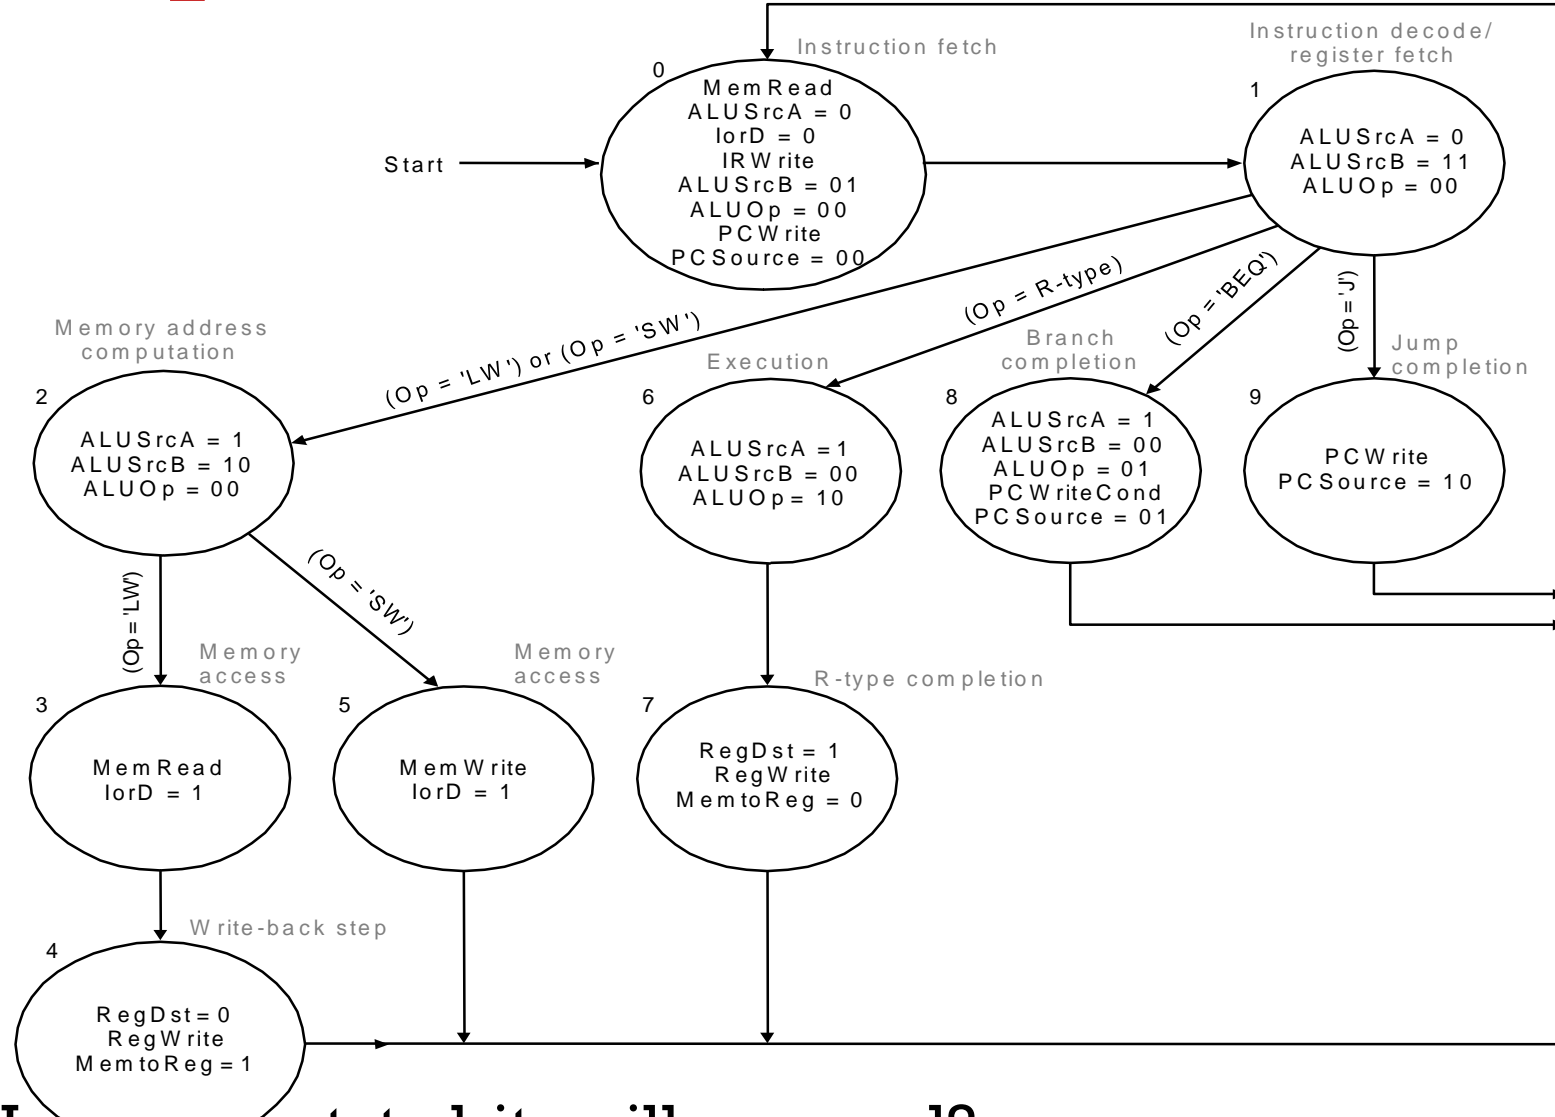 Instruction fetch
0
MemRead
ALUSrcA = 0
IorD = 0
IRWrite
ALUSrcB = 01
ALUOp = 00
PCWrite
PCSource = 00
Start
Instruction decode/
register fetch
1
ALUSrcA = 0
ALUSrcB = 11
ALUOp = 00
(Op = 'LW') or (Op = 'SW')
(Op = R-type)
(Op = 'BEQ')
(Op = 'J')
Memory address
computation
2
ALUSrcA = 1
ALUSrcB = 10
ALUOp = 00
Execution
6
ALUSrcA = 1
ALUSrcB = 00
ALUOp = 10
Branch
completion
8
ALUSrcA = 1
ALUSrcB = 00
ALUOp = 01
PCWriteCond
PCSource = 01
Jump
completion
9
PCWrite
PCSource = 10
(Op = 'LW')
(Op = 'SW')
Memory
access
3
MemRead
IorD = 1
Memory
access
5
MemWrite
IorD = 1
R-type completion
7
RegDst = 1
RegWrite
MemtoReg = 0
Write-back step
4
RegDst = 0
RegWrite
MemtoReg = 1